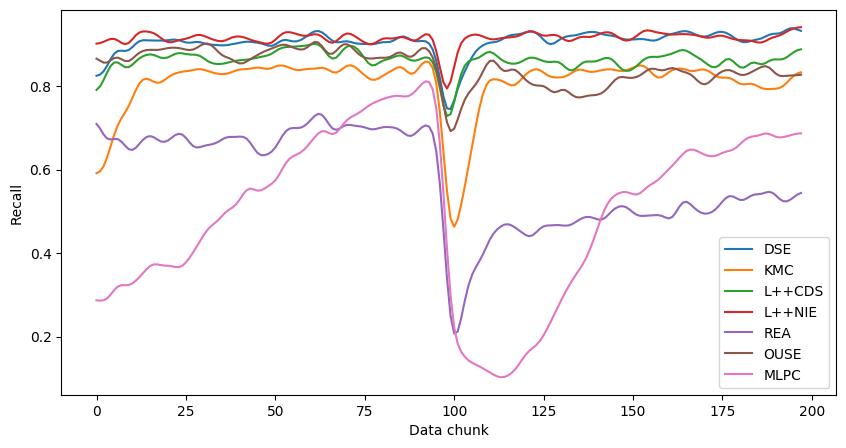 Recall
0.8
0.6
0.4
0.2
0
25
50
75
100
125
150
175
200
Data chunk
DSE
KMC
L++CDS
L++NIE
REA
OUSE
MLPC